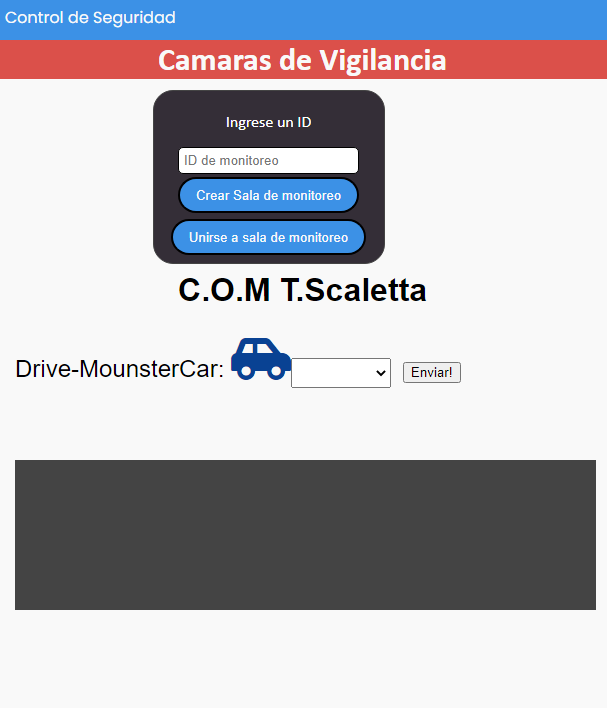 Control de Seguridad
Camaras de Vigilancia
Ingrese un ID
ID de monitoreo
Crear Sala de monitoreo
Unirse a sala de monitoreo
C.O.M T.Scaletta
Drive-MounsterCar:
Enviar!